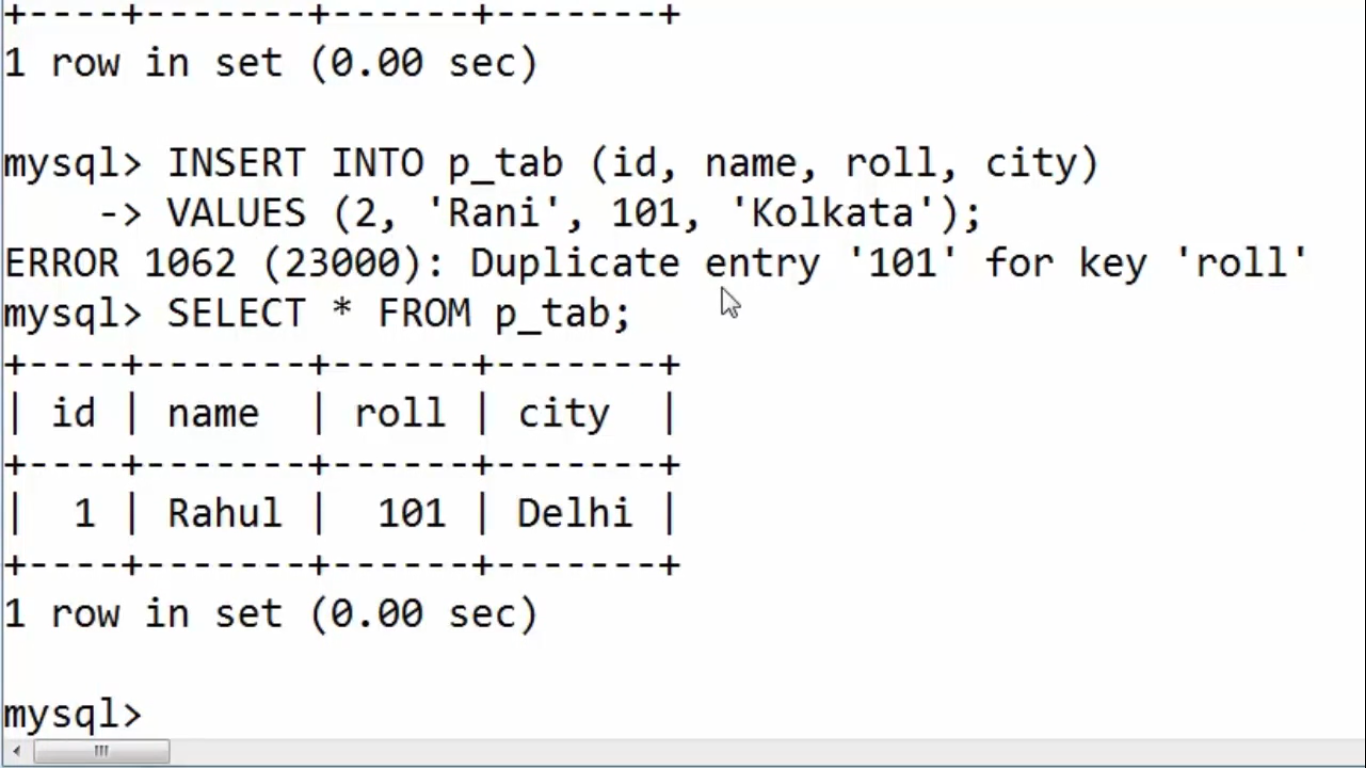 +----+-------+------+-------+
1 row in set (0.00 sec)
mysql> INSERT INTO p_tab (id, name, roll, city)
    -> VALUES (2, 'Rani', 101, 'Kolkata');
ERROR 1062 (23000): Duplicate entry '101' for key 'roll'
mysql> SELECT * FROM p_tab;
+----+-------+------+-------+
| id | name  | roll | city  |
+----+-------+------+-------+
|  1 | Rahul |  101 | Delhi |
+----+-------+------+-------+
1 row in set (0.00 sec)
mysql>